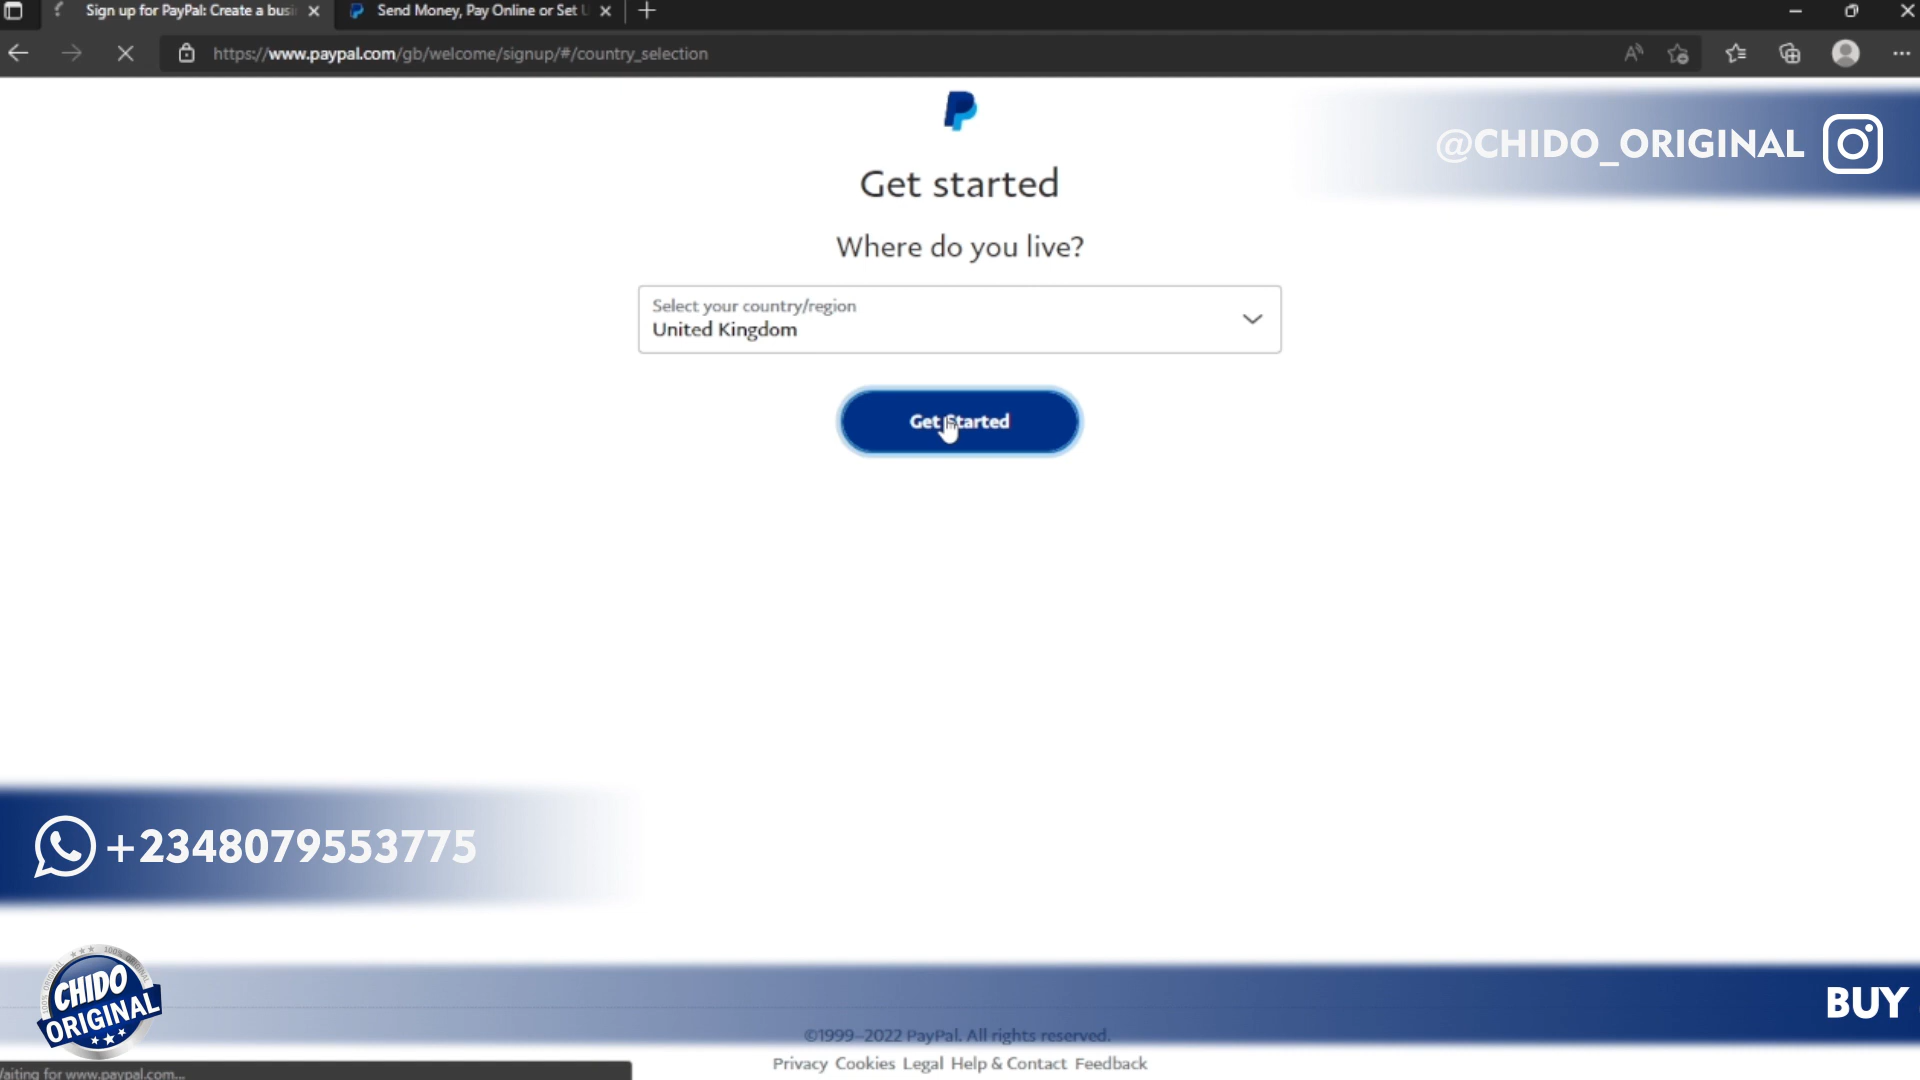 Sign up for PayPal: Create a busi
Send Money, Pay Online or Set U
https://www.paypal.com/gb/welcome/signup/#/country_selection
@CHIDO_ORIGINAL
Get started
Where do you live?
Select your country/region
United Kingdom
Get Started
+2348079553775
CHIDO
ORIGINAL
BUY
©1999–2022 PayPal. All rights reserved.
Privacy Cookies Legal Help & Contact Feedback
aiting for www.paypal.com...